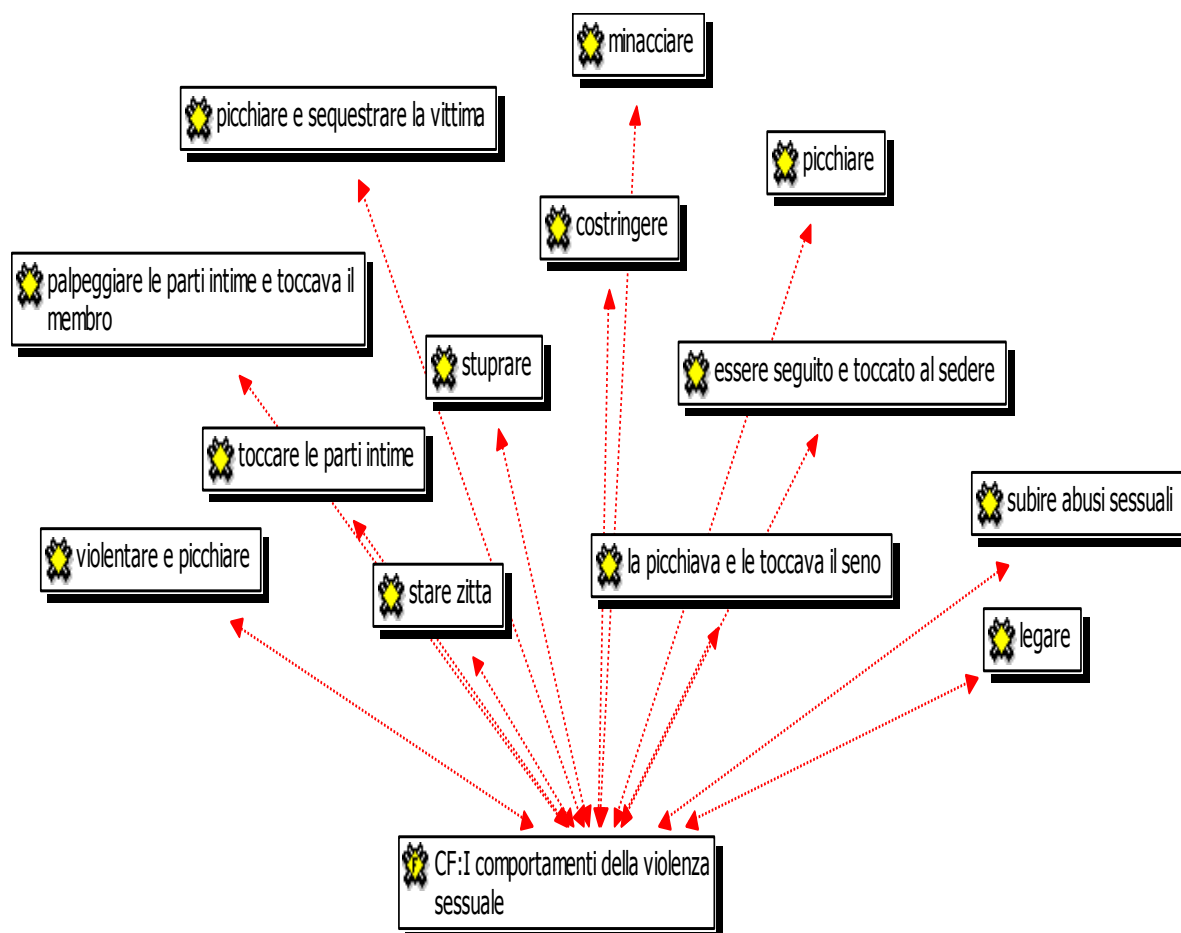 minacciare
picchiare e sequestrare la vittima
picchiare
costringere
palpeggiare le parti intime e toccava il
membro
stuprare
essere seguito e toccato al sedere
toccare le parti intime
subire abusi sessuali
violentare e picchiare
la picchiava e le toccava il seno
stare zitta
legare
F
CF:I comportamenti della violenza
sessuale